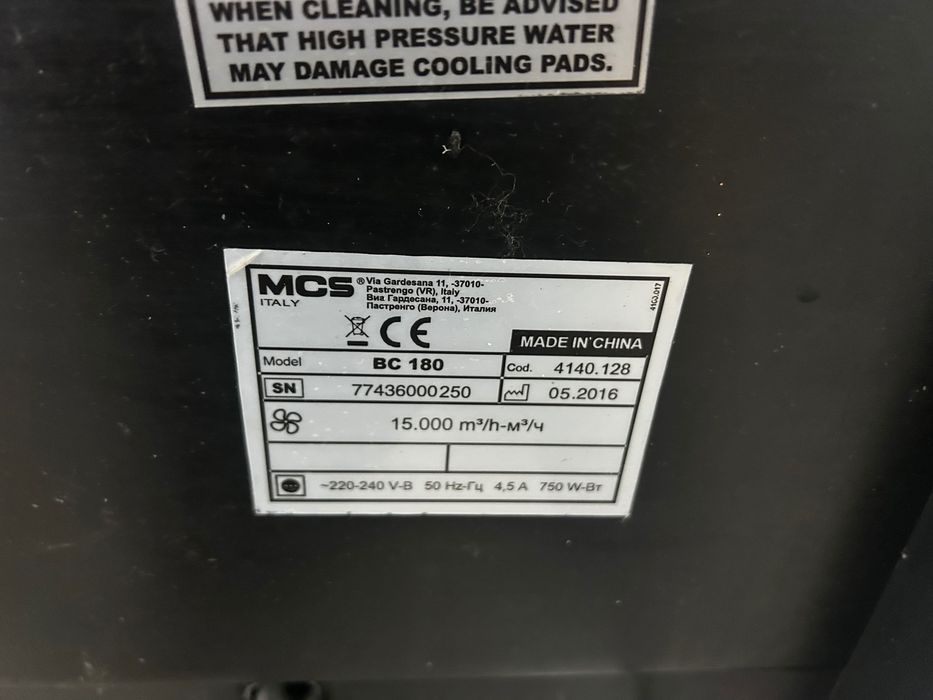 WHEN CLEANING, BE ADVISED
THAT HIGH PRESSURE WATER
MAY DAMAGE COOLING PADS.
MCS ® Via Gardesana 11, -37010-
Pastrengo (VR), Italy
ITALY
Виа Гардесана, 11, -37010-
Пастренго (Верона), Италия
CE
MADE IN CHINA
Model BC 180 Cod. 4140.128
SN 77436000250 05.2016
15.000 m³/h-м³/ч
~220-240 V-В 50 Hz-Гц 4,5 A 750 W-Вт